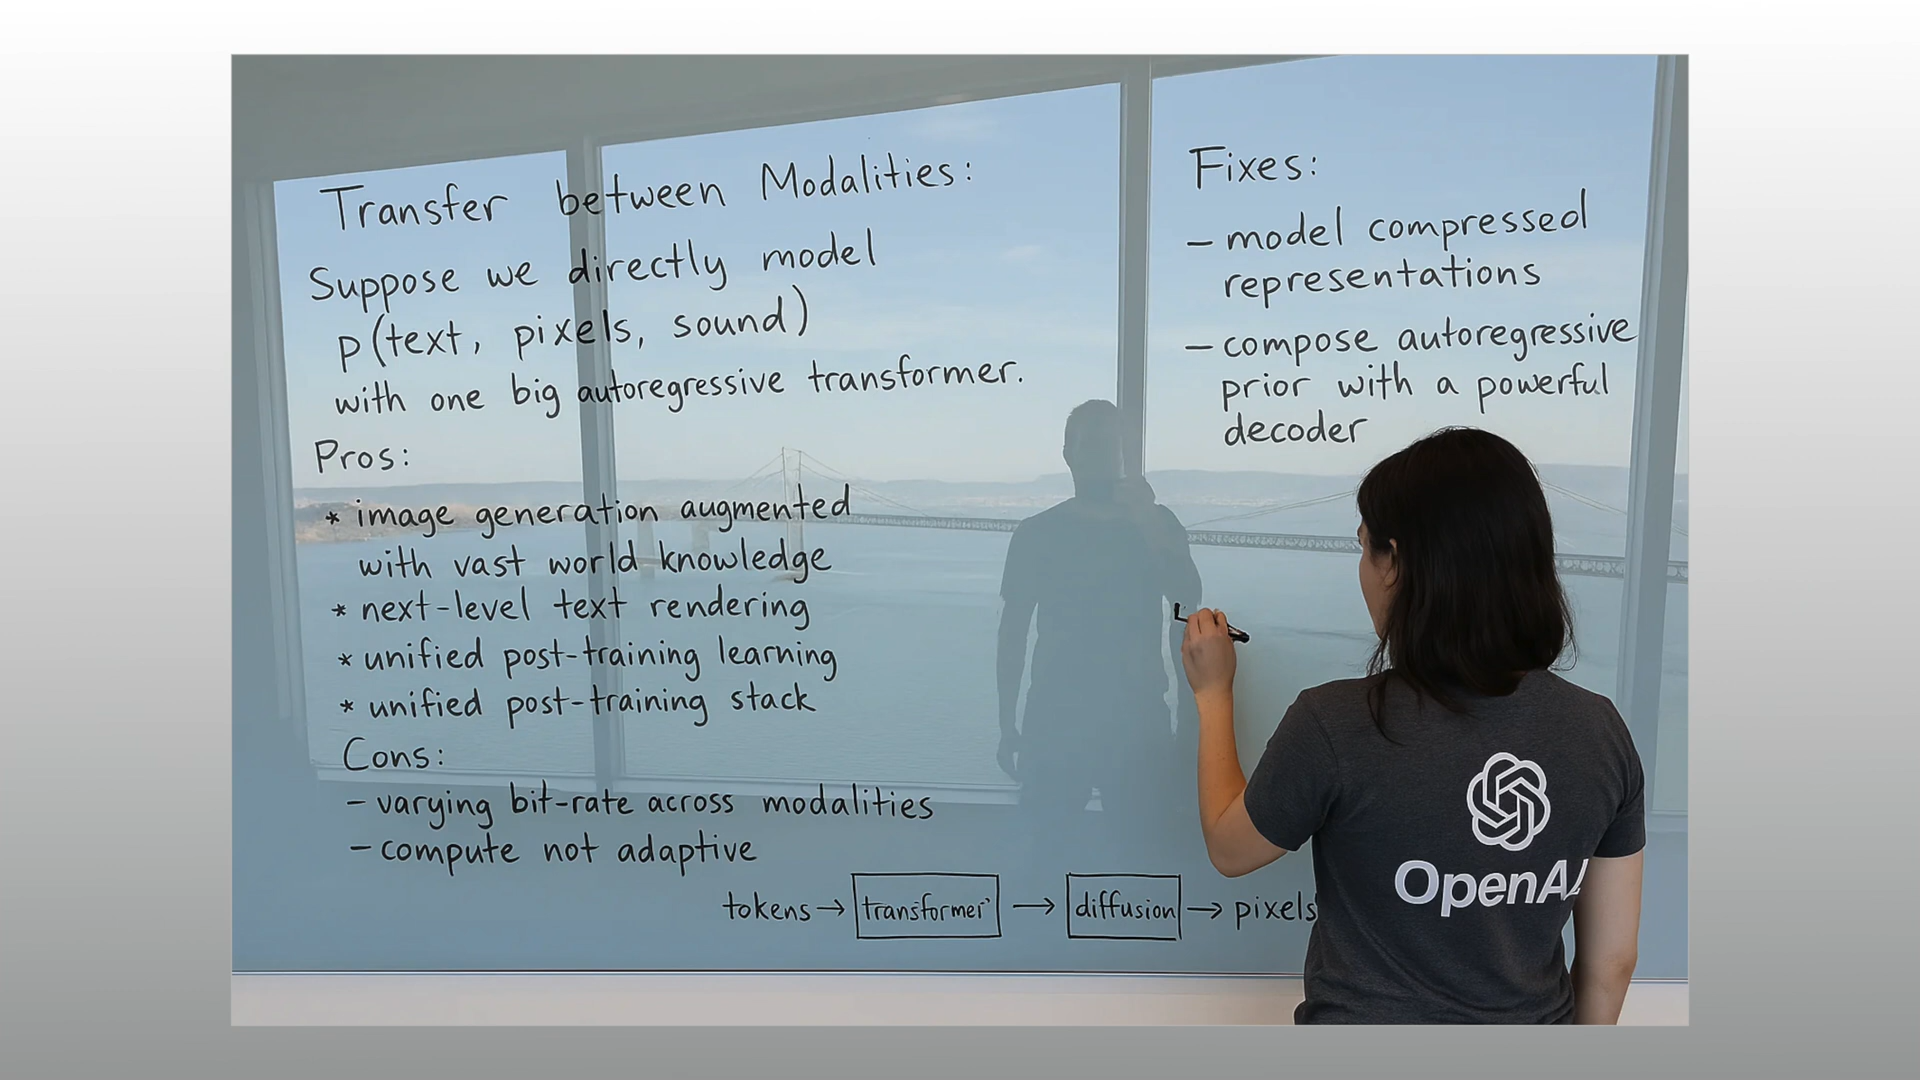 Transfer between Modalities:
Suppose we directly model
p(text, pixels, sound)
with one big autoregressive transformer.
Pros:
* image generation augmented
with vast world knowledge
* next-level text rendering
* unified post-training learning
* unified post-training stack
Cons:
- varying bit-rate across modalities
- compute not adaptive
Fixes:
- model compressed
representations
- compose autoregressive
prior with a powerful
decoder
tokens → transformer → diffusion → pixels
OpenAI